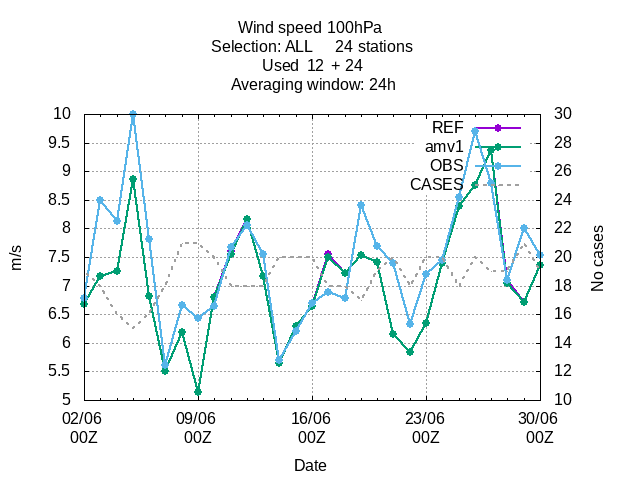 Wind speed 100hPa
Selection: ALL 24 stations
Used 12 + 24
Averaging window: 24h
10 30
REF
9.5 28
amv1
9 26
OBS
CASES
8.5 24
8 22
m/s
7.5 20
No cases
7 18
6.5 16
6 14
5.5 12
5 10
02/06 09/06 16/06 23/06 30/06
00Z 00Z 00Z 00Z 00Z
Date